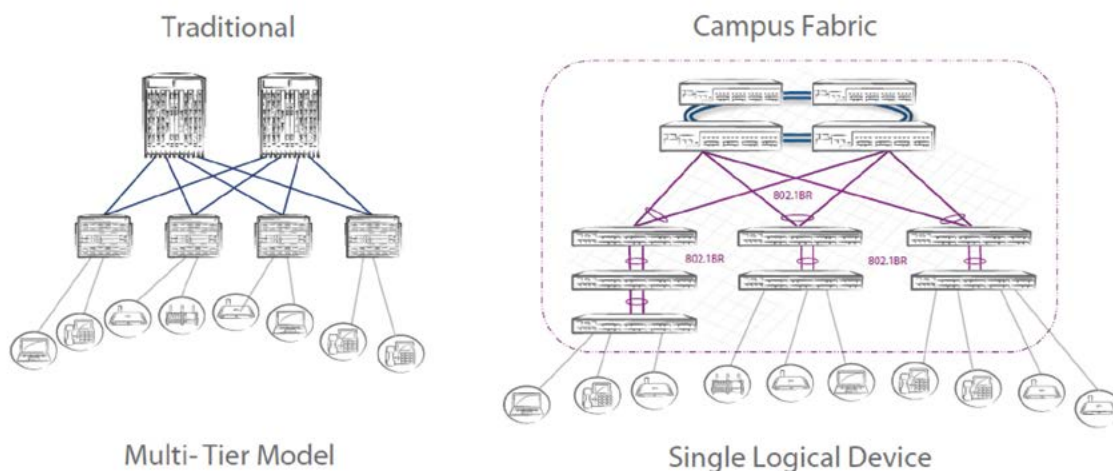 Traditional
Campus Fabric
802.1BR
802.1BR
802.1BR
Multi-Tier Model
Single Logical Device